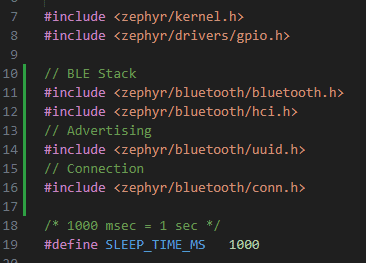 7 #include <zephyr/kernel.h>
8 #include <zephyr/drivers/gpio.h>
9
10 // BLE Stack
11 #include <zephyr/bluetooth/bluetooth.h>
12 #include <zephyr/bluetooth/hci.h>
13 // Advertising
14 #include <zephyr/bluetooth/uuid.h>
15 // Connection
16 #include <zephyr/bluetooth/conn.h>
17
18 /* 1000 msec = 1 sec */
19 #define SLEEP_TIME_MS   1000